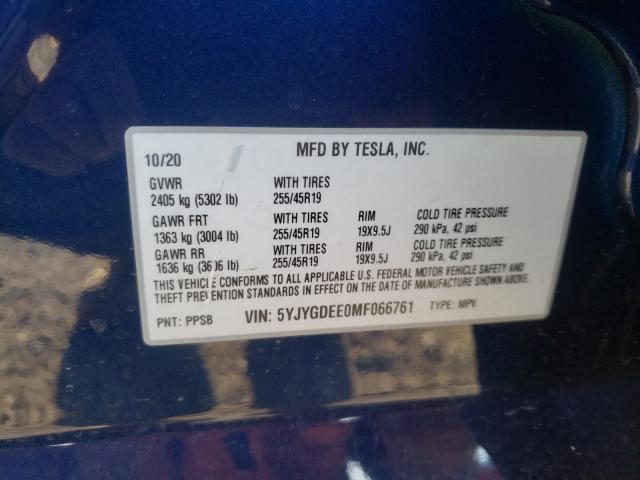 10/20 MFD BY TESLA, INC.
GVWR WITH TIRES
2405 kg (5302 lb) 255/45R19
GAWR FRT WITH TIRES RIM COLD TIRE PRESSURE
1363 kg (3004 lb) 255/45R19 19X9.5J 290 kPa, 42 psi
GAWR RR WITH TIRES RIM COLD TIRE PRESSURE
1636 kg (3606 lb) 255/45R19 19X9.5J 290 kPa, 42 psi
THIS VEHICLE CONFORMS TO ALL APPLICABLE U.S. FEDERAL MOTOR VEHICLE SAFETY AND
THEFT PREVENTION STANDARDS IN EFFECT ON THE DATE OF MANUFACTURE SHOWN ABOVE.
PNT: PPSB VIN: 5YJYGDEE0MF066761 TYPE: MPV